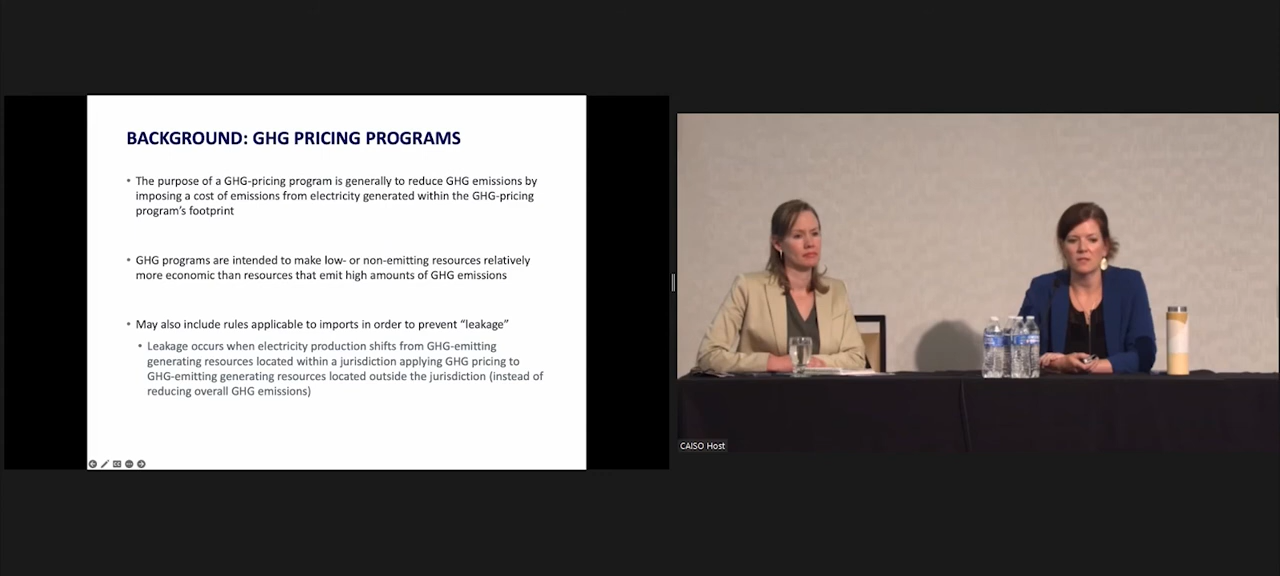 BACKGROUND: GHG PRICING PROGRAMS
• The purpose of a GHG-pricing program is generally to reduce GHG emissions by
imposing a cost of emissions from electricity generated within the GHG-pricing
program’s footprint
• GHG programs are intended to make low- or non-emitting resources relatively
more economic than resources that emit high amounts of GHG emissions
• May also include rules applicable to imports in order to prevent “leakage”
• Leakage occurs when electricity production shifts from GHG-emitting
generating resources located within a jurisdiction applying GHG pricing to
GHG-emitting generating resources located outside the jurisdiction (instead of
reducing overall GHG emissions)
CAISO Host